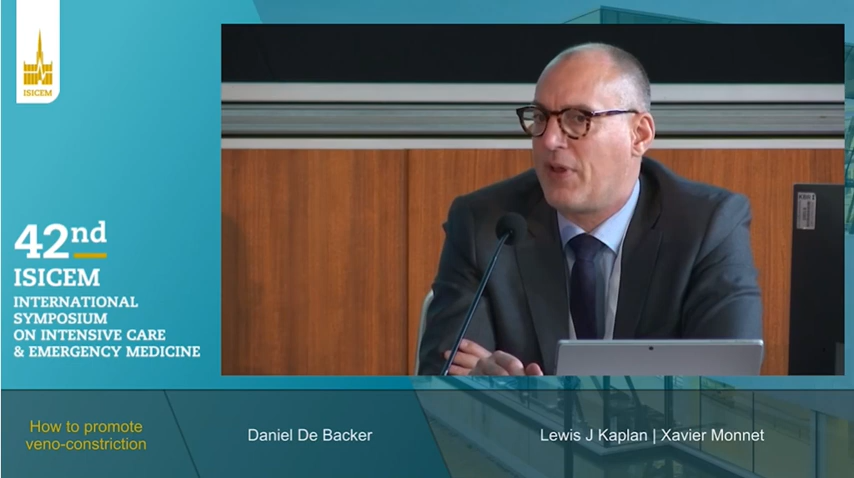 ISICEM
42nd
ISICEM
INTERNATIONAL
SYMPOSIUM
ON INTENSIVE CARE
& EMERGENCY MEDICINE
How to promote
veno-constriction
Daniel De Backer
Lewis J Kaplan | Xavier Monnet